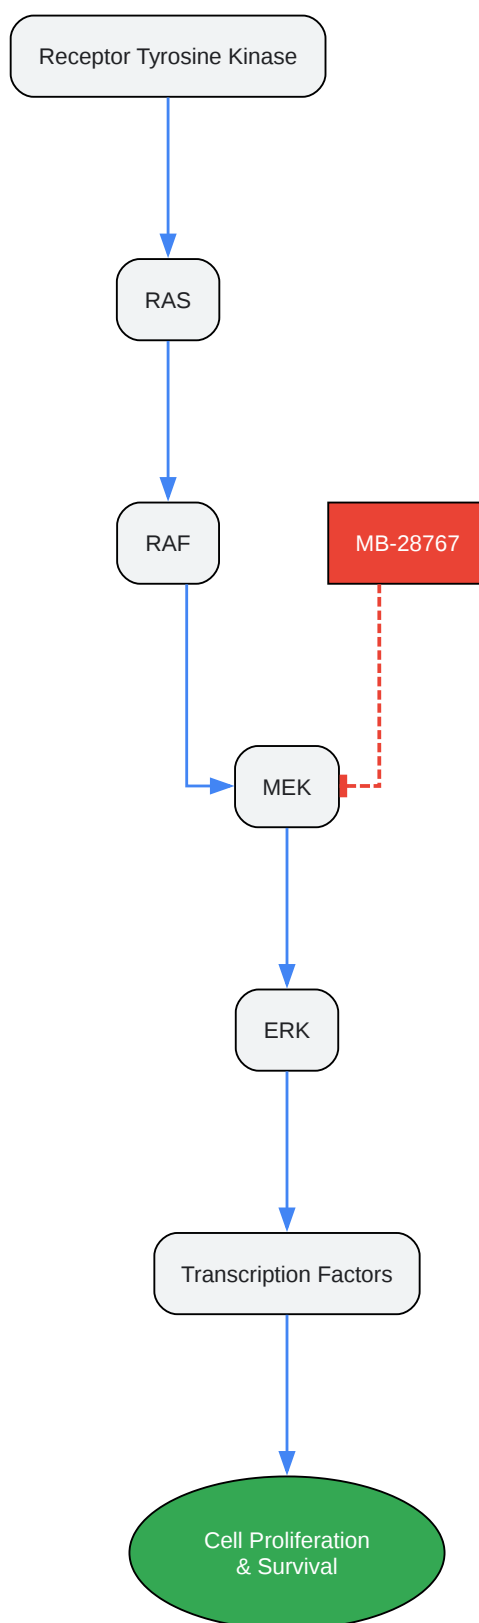 Receptor Tyrosine Kinase
RAS
RAF
MB-28767
MEK
ERK
Transcription Factors
Cell Proliferation
& Survival